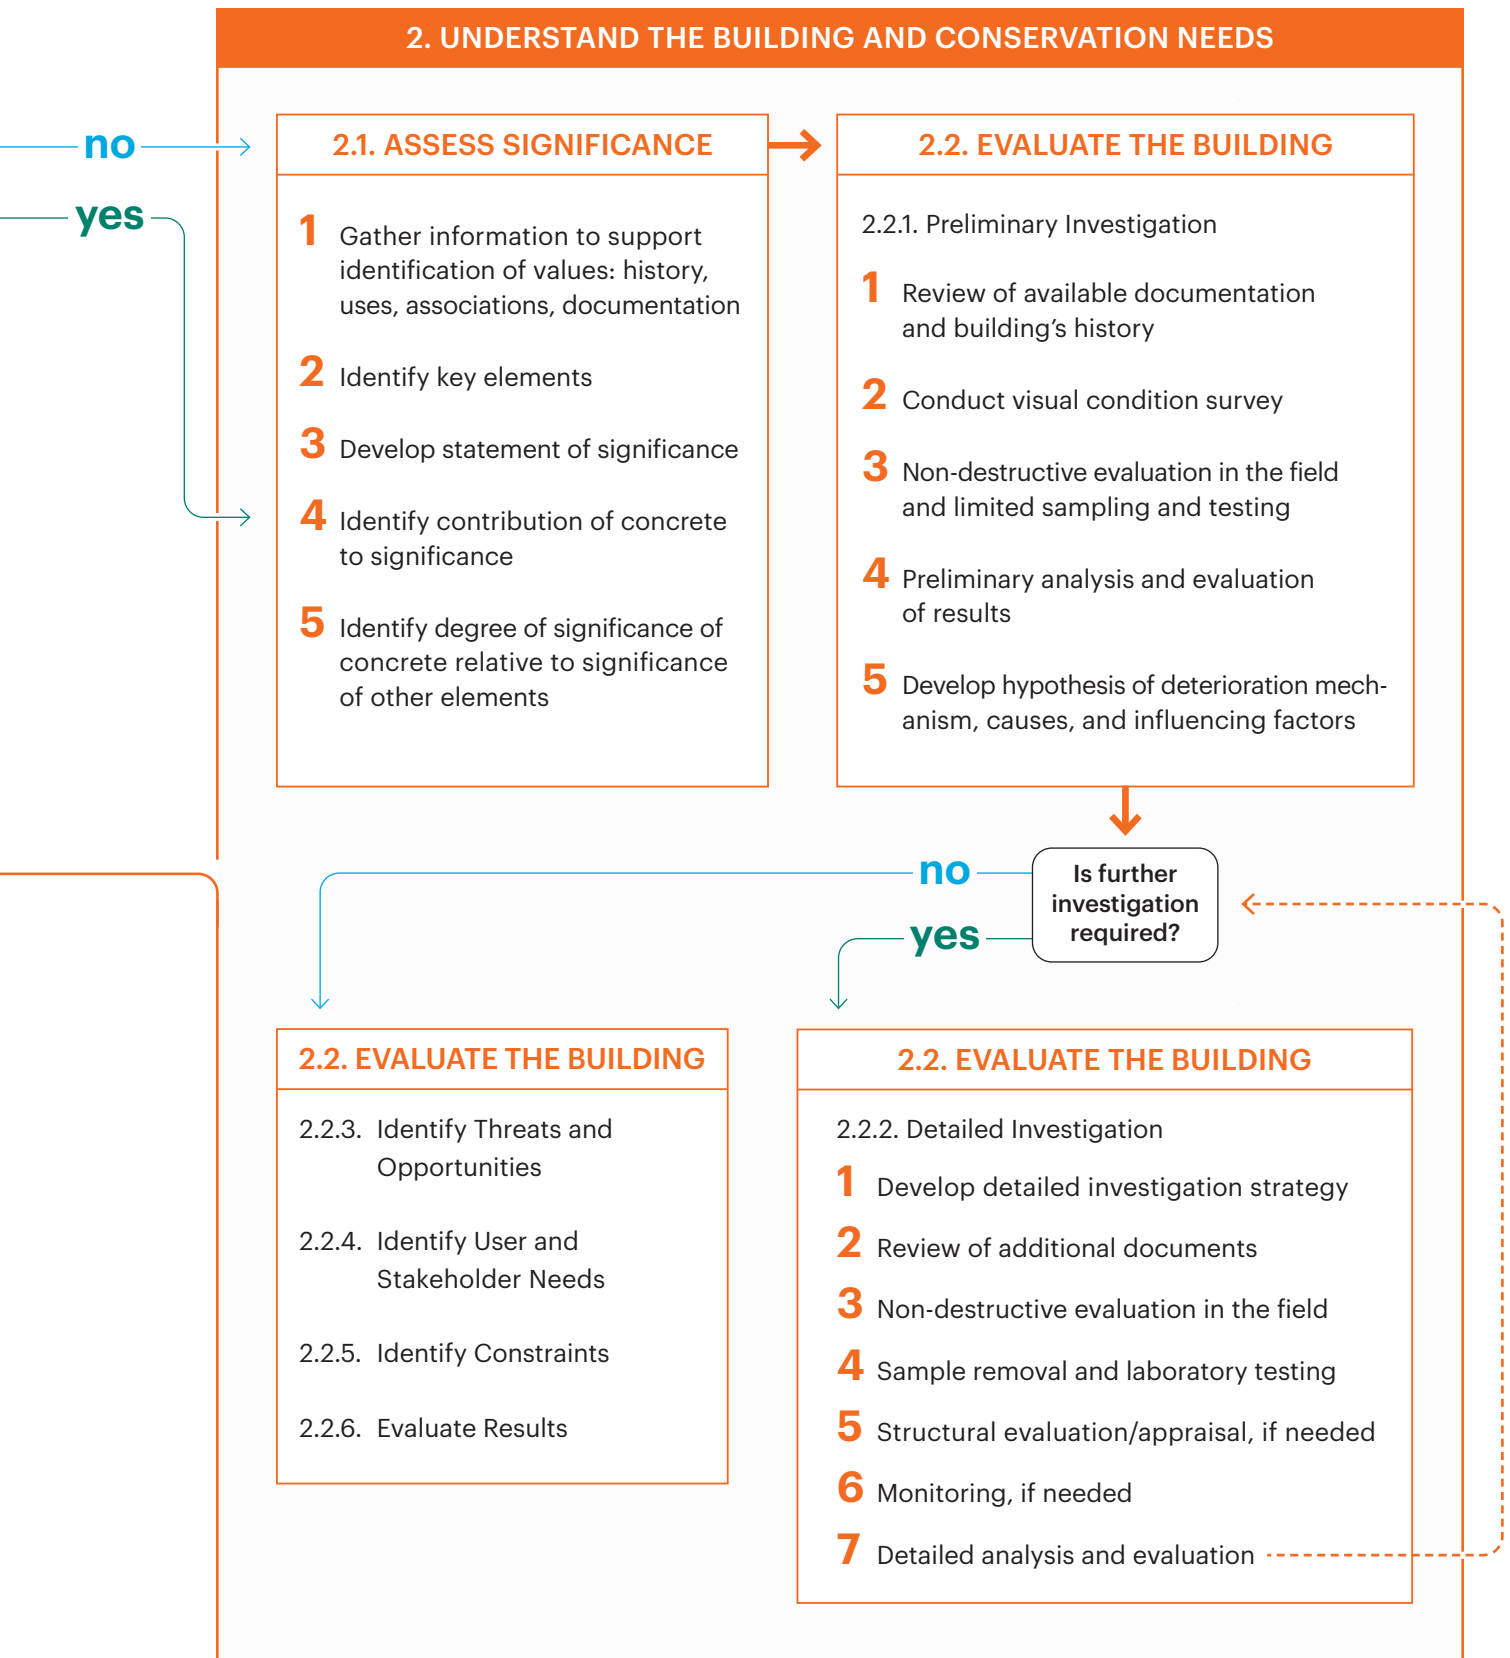 2. UNDERSTAND THE BUILDING AND CONSERVATION NEEDS
no
yes
2.1. ASSESS SIGNIFICANCE
1 Gather information to support
identification of values: history,
uses, associations, documentation
2 Identify key elements
3 Develop statement of significance
4 Identify contribution of concrete
to significance
5 Identify degree of significance of
concrete relative to significance
of other elements
2.2. EVALUATE THE BUILDING
2.2.1. Preliminary Investigation
1 Review of available documentation
and building’s history
2 Conduct visual condition survey
3 Non-destructive evaluation in the field
and limited sampling and testing
4 Preliminary analysis and evaluation
of results
5 Develop hypothesis of deterioration mech-
anism, causes, and influencing factors
Is further
investigation
required?
no
yes
2.2. EVALUATE THE BUILDING
2.2.3. Identify Threats and
Opportunities
2.2.4. Identify User and
Stakeholder Needs
2.2.5. Identify Constraints
2.2.6. Evaluate Results
2.2. EVALUATE THE BUILDING
2.2.2. Detailed Investigation
1 Develop detailed investigation strategy
2 Review of additional documents
3 Non-destructive evaluation in the field
4 Sample removal and laboratory testing
5 Structural evaluation/appraisal, if needed
6 Monitoring, if needed
7 Detailed analysis and evaluation